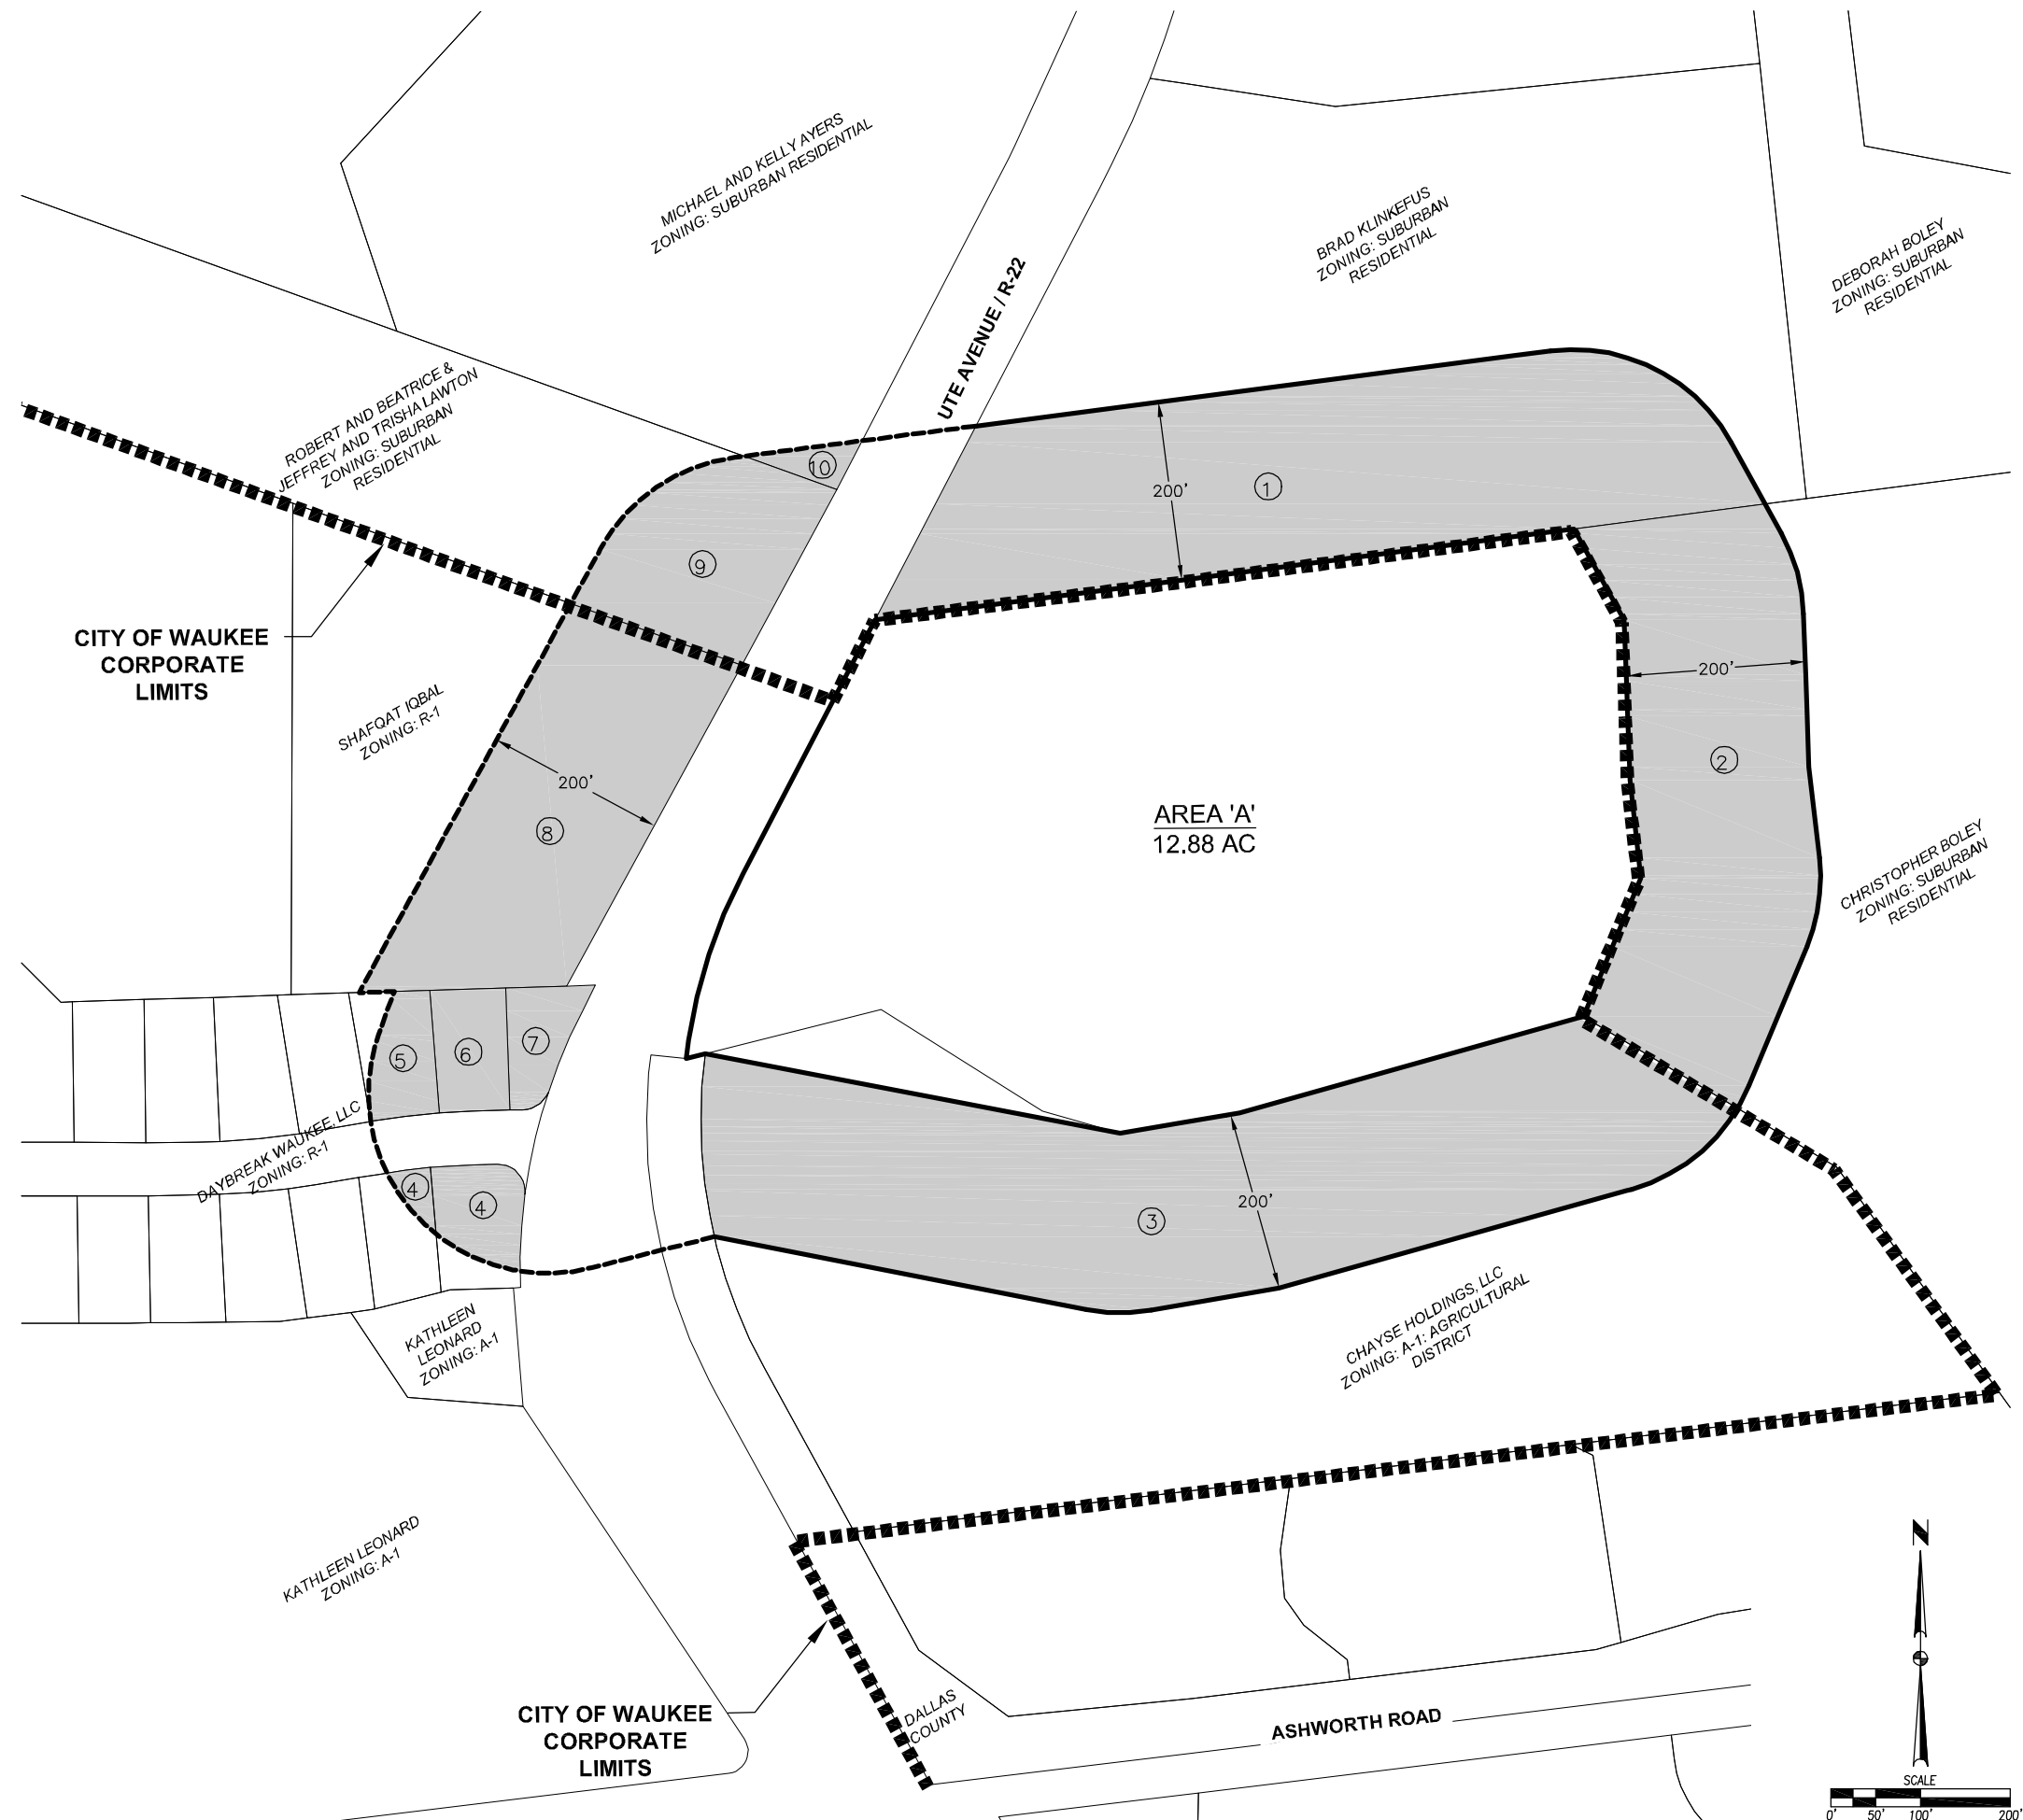 MICHAEL AND KELLY AYERS
ZONING: SUBURBAN RESIDENTIAL
BRAD KLINKEFUS
ZONING: SUBURBAN
RESIDENTIAL
DEBORAH BOLEY
ZONING: SUBURBAN
RESIDENTIAL
UTE AVENUE / R-22
ROBERT AND BEATRICE &
JEFFREY AND TRISHA LAWTON
ZONING: SUBURBAN
RESIDENTIAL
10
200'
1
9
CITY OF WAUKEE
CORPORATE
LIMITS
SHAFQAT IQBAL
ZONING: R-1
200'
2
200'
8
AREA 'A'
12.88 AC
CHRISTOPHER BOLEY
ZONING: SUBURBAN
RESIDENTIAL
5
6
7
DAYBREAK WAUKEE, LLC
ZONING: R-1
4
4
3
200'
KATHLEEN
LEONARD
ZONING: A-1
CHAYSE HOLDINGS, LLC
ZONING: A-1: AGRICULTURAL
DISTRICT
KATHLEEN LEONARD
ZONING: A-1
N
CITY OF WAUKEE
CORPORATE
LIMITS
DALLAS
COUNTY
ASHWORTH ROAD
SCALE
0' 50' 100' 200'